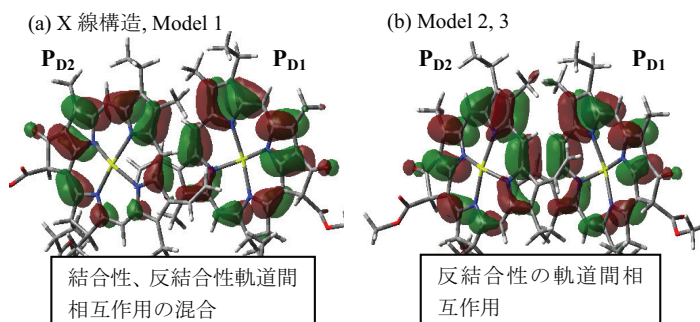 (a) X 線構造, Model 1
(b) Model 2, 3
PD2
PD1
PD2
PD1
結合性、反結合性軌道間
相互作用の混合
反結合性の軌道間相
互作用